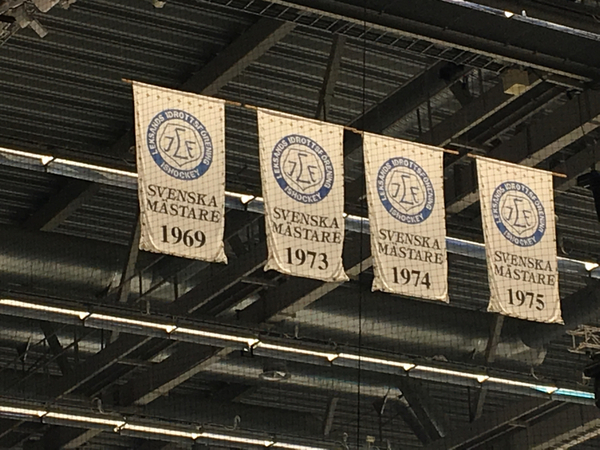 LEKSANDS IDROTTSFÖRENING
ISHOCKEY
LIF
SVENSKA
MÄSTARE
1969
LEKSANDS IDROTTSFÖRENING
ISHOCKEY
LIF
SVENSKA
MÄSTARE
1973
LEKSANDS IDROTTSFÖRENING
ISHOCKEY
LIF
SVENSKA
MÄSTARE
1974
LEKSANDS IDROTTSFÖRENING
ISHOCKEY
LIF
SVENSKA
MÄSTARE
1975